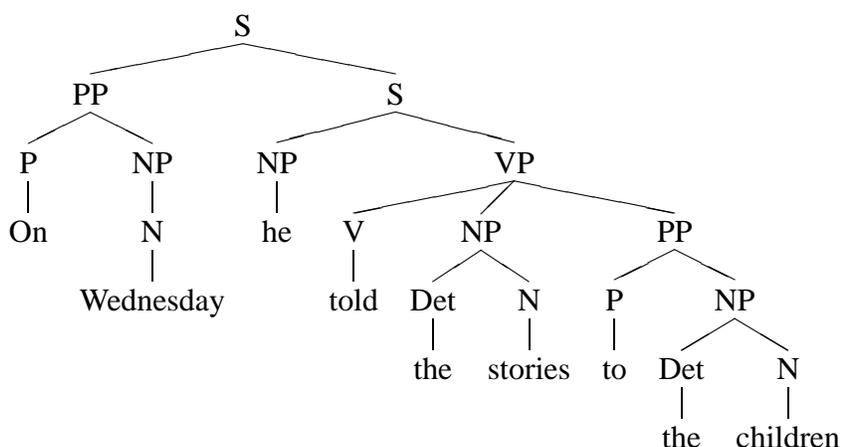 S
PP S
P NP NP VP
On N he V NP PP
Wednesday told Det N P NP
the stories to Det N
the children